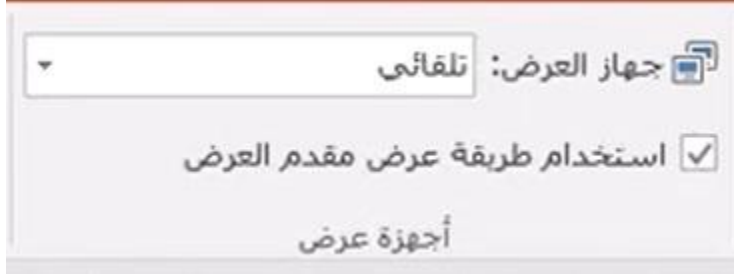 جهاز العرض: تلقائي
استخدام طريقة عرض مقدم العرض
أجهزة عرض